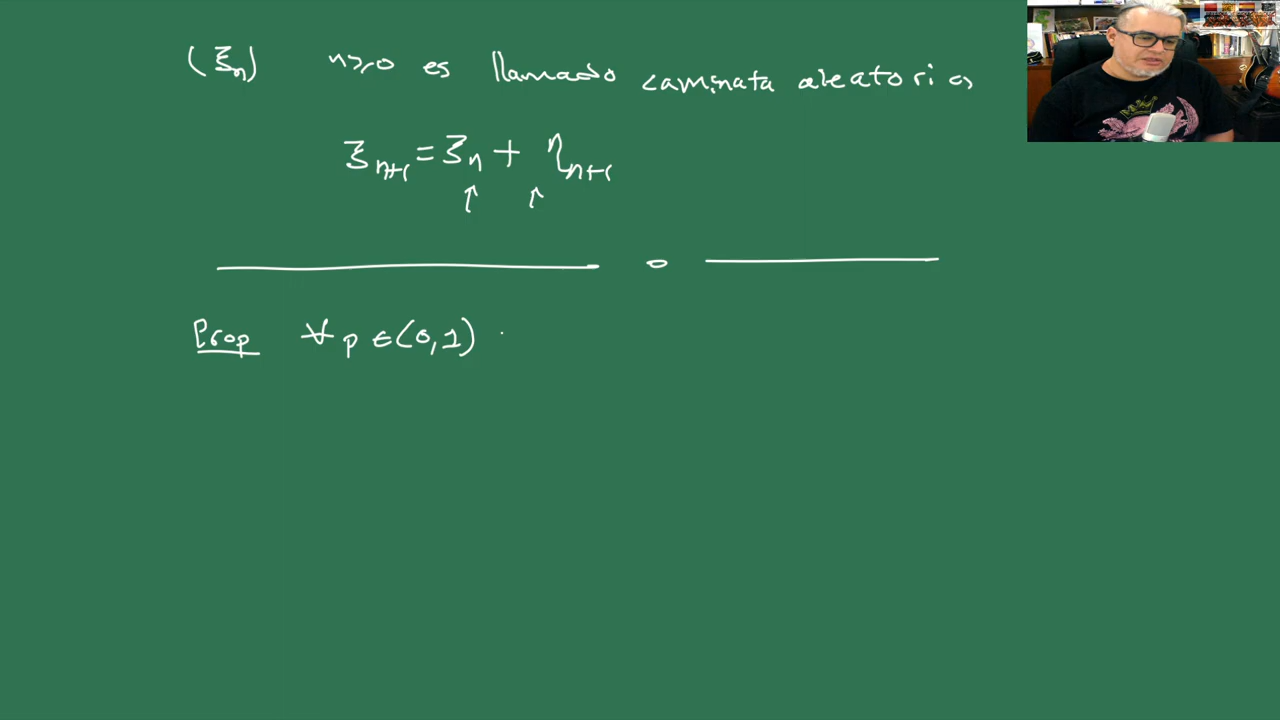 (ξₙ) n≥0 es llamado caminata aleatoria
ξₙ₊₁ = ξₙ + ηₙ₊₁
↑ ↑
Prop ∀ p ∈ (0,1)